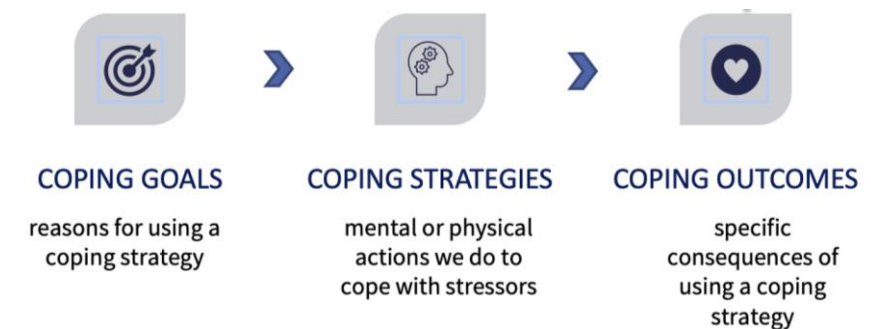 COPING GOALS
reasons for using a
coping strategy
COPING STRATEGIES
mental or physical
actions we do to
cope with stressors
COPING OUTCOMES
specific
consequences of
using a coping
strategy